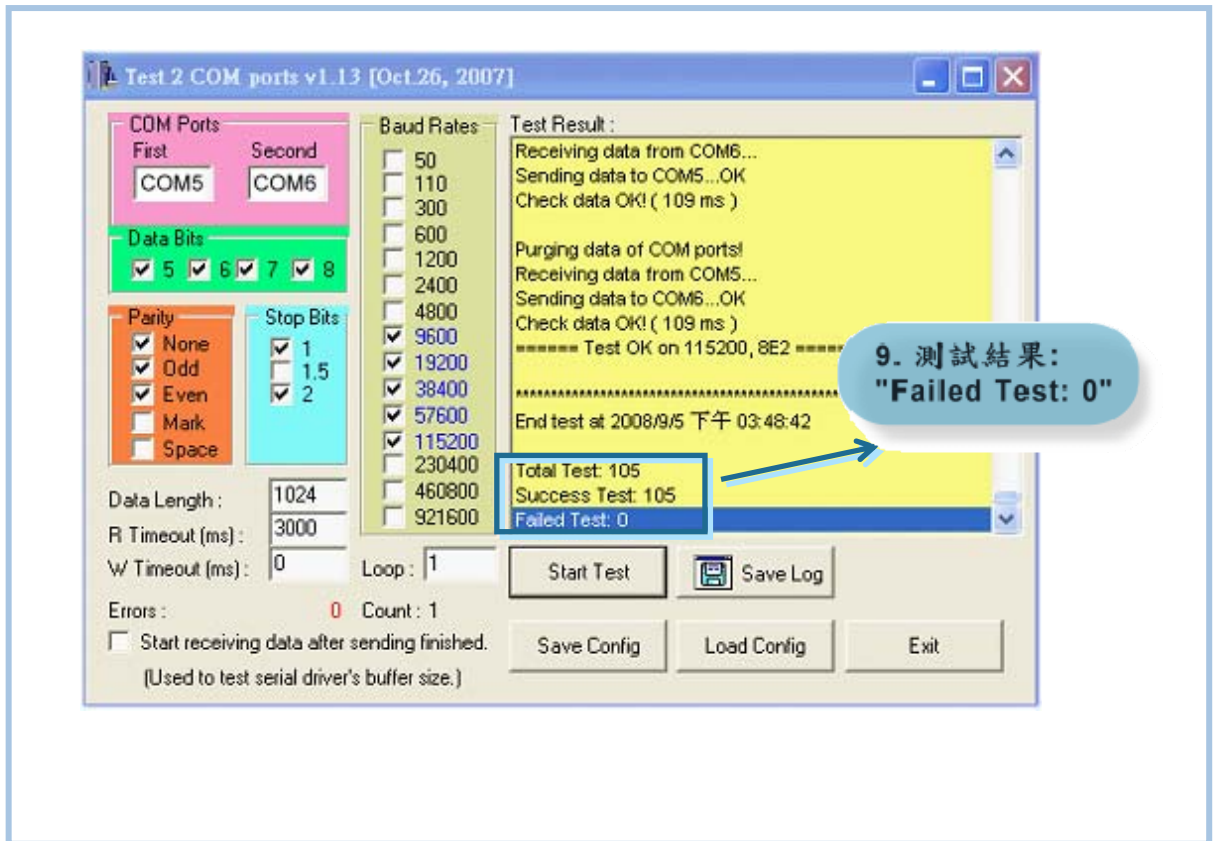 Test 2 COM ports v1.13 [Oct.26, 2007]
COM Ports
First Second
COM5 COM6
Data Bits
5 6 7 8
Parity
None
Odd
Even
Mark
Space
Stop Bits
1
1.5
2
Data Length : 1024
R Timeout (ms) : 3000
W Timeout (ms) : 0
Baud Rates
50
110
300
600
1200
2400
4800
9600
19200
38400
57600
115200
230400
460800
921600
Loop : 1
Errors : 0 Count : 1
Start receiving data after sending finished.
(Used to test serial driver's buffer size.)
Test Result :
Receiving data from COM6...
Sending data to COM5...OK
Check data OK! ( 109 ms )
Purging data of COM ports!
Receiving data from COM5...
Sending data to COM6...OK
Check data OK! ( 109 ms )
====== Test OK on 115200, 8E2 =====
End test at 2008/9/5 下午 03:48:42
Total Test: 105
Success Test: 105
Failed Test: 0
Start Test Save Log
Save Config Load Config Exit
9. 測試結果:
"Failed Test: 0"